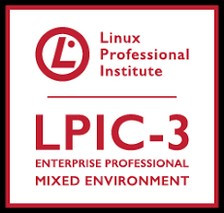 Linux
Professional
Institute
LPIC-3
ENTERPRISE PROFESSIONAL
MIXED ENVIRONMENT